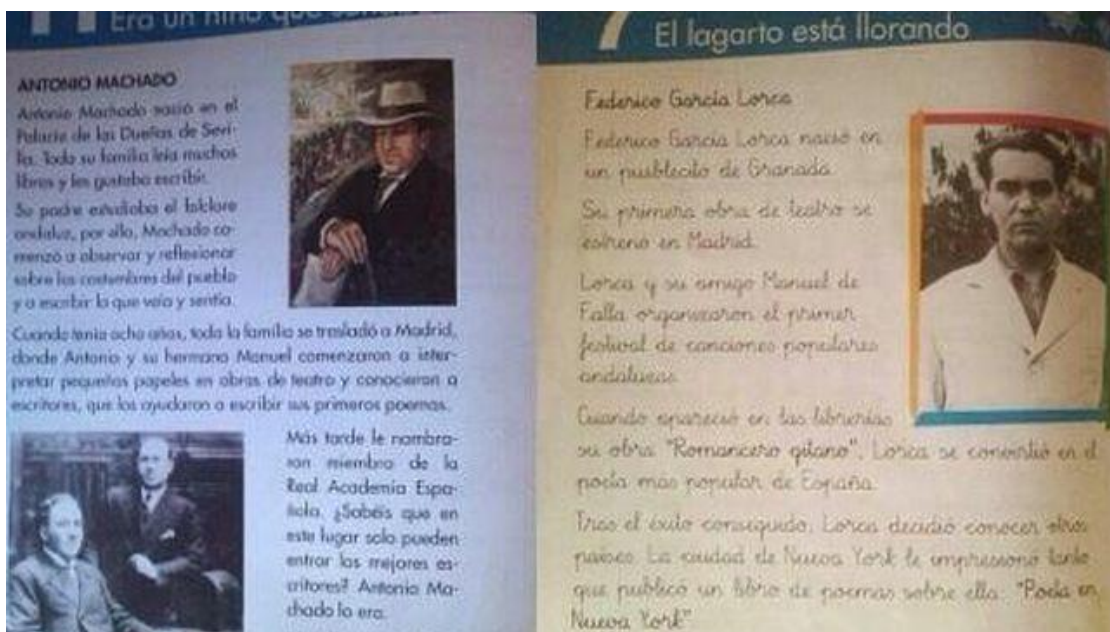 11 Era un niño que
ANTONIO MACHADO
Antonio Machado nació en el
Palacio de las Dueñas de Sevi-
lla. Toda su familia leía muchos
libros y les gustaba escribir.
Su padre estudiaba el folklore
andaluz, por ello, Machado co-
menzó a observar y reflexionar
sobre las costumbres del pueblo
y a escribir lo que veía y sentía.
Cuando tenía ocho años, toda la familia se trasladó a Madrid,
donde Antonio y su hermano Manuel comenzaron a inter-
pretar pequeños papeles en obras de teatro y conocieron a
escritores, que los ayudaron a escribir sus primeros poemas.
Más tarde le nombra-
ron miembro de la
Real Academia Espa-
ñola. ¿Sabéis que en
este lugar solo pueden
entrar los mejores es-
critores? Antonio Ma-
chado lo era.
7 El lagarto está llorando
Federico García Lorca
Federico García Lorca nació en
un pueblecito de Granada.
Su primera obra de teatro se
estrenó en Madrid.
Lorca y su amigo Manuel de
Falla organizaron el primer
festival de canciones populares
andaluzas.
Cuando apareció en las librerías
su obra "Romancero gitano", Lorca se convirtió en el
poeta más popular de España.
Tras el éxito conseguido, Lorca decidió conocer otros
países. La ciudad de Nueva York le impresionó tanto
que publicó un libro de poemas sobre ella: "Poeta en
Nueva York"